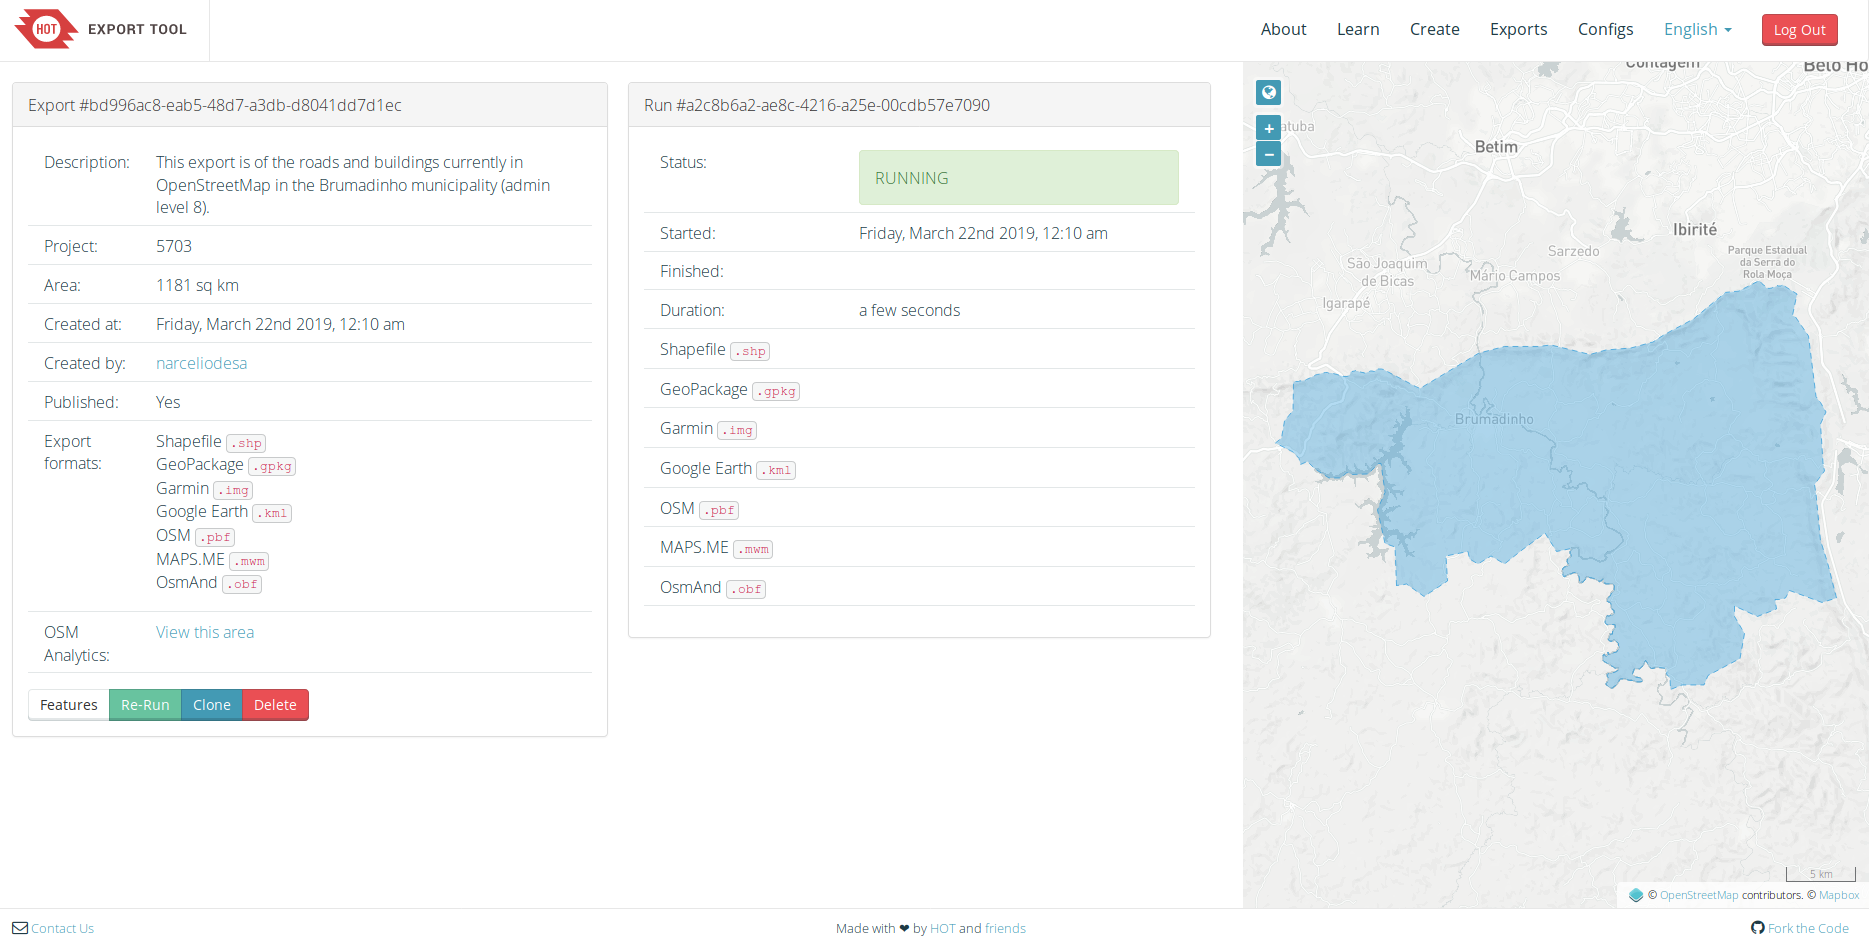 HOT EXPORT TOOL
About Learn Create Exports Configs English Log Out
Export #bd996ac8-eab5-48d7-a3db-d8041dd7d1ec
Description: This export is of the roads and buildings currently in
OpenStreetMap in the Brumadinho municipality (admin
level 8).
Project: 5703
Area: 1181 sq km
Created at: Friday, March 22nd 2019, 12:10 am
Created by: narceliodesa
Published: Yes
Export
formats:
Shapefile .shp
GeoPackage .gpkg
Garmin .img
Google Earth .kml
OSM .pbf
MAPS.ME .mwm
OsmAnd .obf
OSM
Analytics:
View this area
Features Re-Run Clone Delete
Run #a2c8b6a2-ae8c-4216-a25e-00cdb57e7090
Status: RUNNING
Started: Friday, March 22nd 2019, 12:10 am
Finished:
Duration: a few seconds
Shapefile .shp
GeoPackage .gpkg
Garmin .img
Google Earth .kml
OSM .pbf
MAPS.ME .mwm
OsmAnd .obf
Contagem
Belo Ho
+
atuba
−
Betim
Ibirité
Sarzedo
Parque Estadual
da Serra do
Rola Moça
São Joaquim
de Bicas
Mário Campos
Igarapé
Brumadinho
5 km
© OpenStreetMap contributors. © Mapbox
Contact Us
Made with ❤ by HOT and friends
Fork the Code